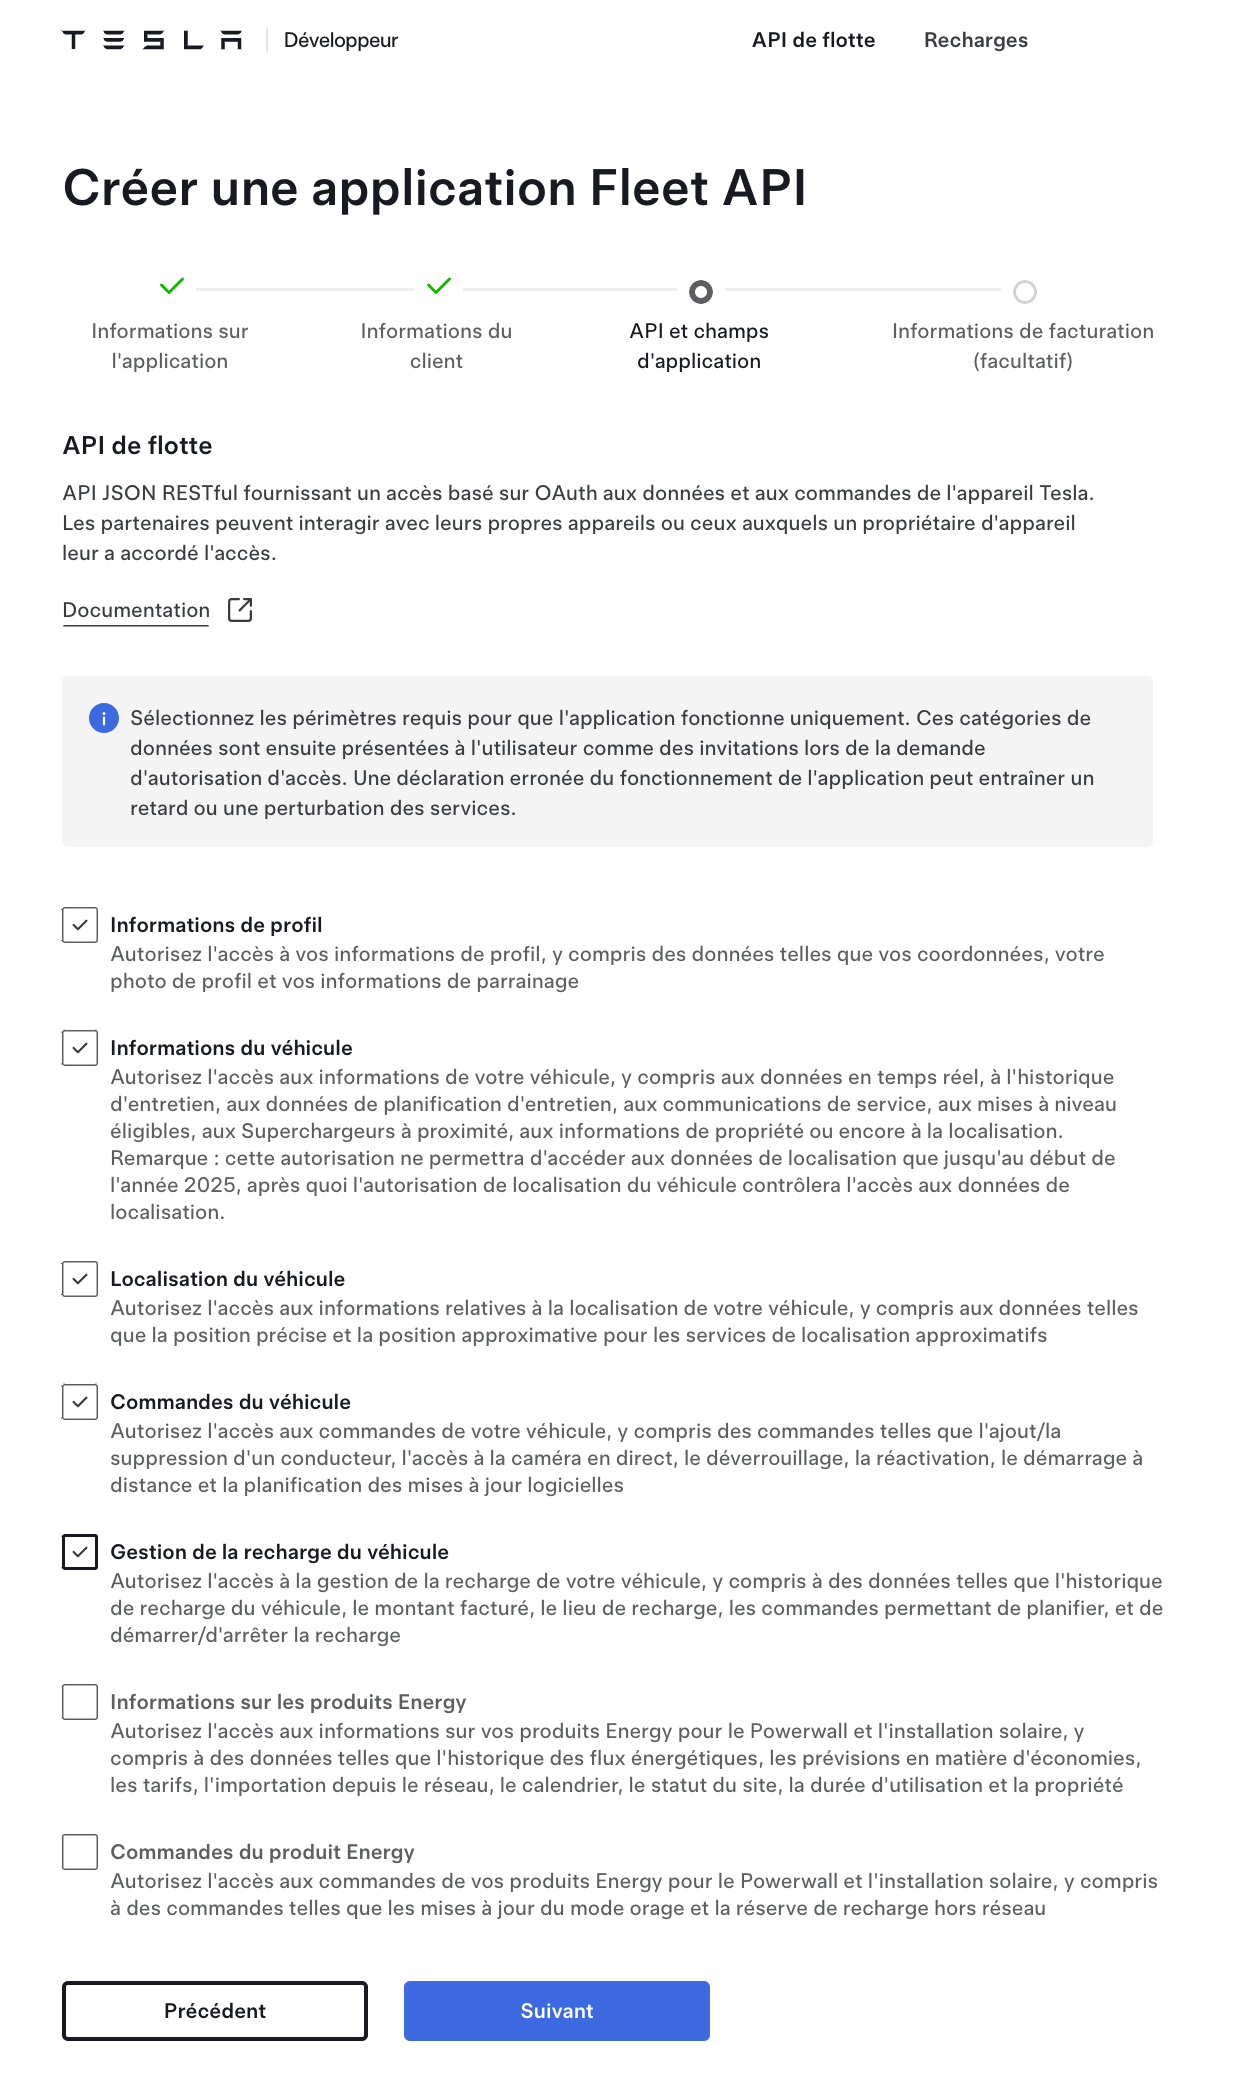 TESLA Développeur API de flotte Recharges
Créer une application Fleet API
Informations sur
l'application
Informations du
client
API et champs
d'application
Informations de facturation
(facultatif)
API de flotte
API JSON RESTful fournissant un accès basé sur OAuth aux données et aux commandes de l'appareil Tesla.
Les partenaires peuvent interagir avec leurs propres appareils ou ceux auxquels un propriétaire d'appareil
leur a accordé l'accès.
Documentation
Sélectionnez les périmètres requis pour que l'application fonctionne uniquement. Ces catégories de
données sont ensuite présentées à l'utilisateur comme des invitations lors de la demande
d'autorisation d'accès. Une déclaration erronée du fonctionnement de l'application peut entraîner un
retard ou une perturbation des services.
Informations de profil
Autorisez l'accès à vos informations de profil, y compris des données telles que vos coordonnées, votre
photo de profil et vos informations de parrainage
Informations du véhicule
Autorisez l'accès aux informations de votre véhicule, y compris aux données en temps réel, à l'historique
d'entretien, aux données de planification d'entretien, aux communications de service, aux mises à niveau
éligibles, aux Superchargeurs à proximité, aux informations de propriété ou encore à la localisation.
Remarque : cette autorisation ne permettra d'accéder aux données de localisation que jusqu'au début de
l'année 2025, après quoi l'autorisation de localisation du véhicule contrôlera l'accès aux données de
localisation.
Localisation du véhicule
Autorisez l'accès aux informations relatives à la localisation de votre véhicule, y compris aux données telles
que la position précise et la position approximative pour les services de localisation approximatifs
Commandes du véhicule
Autorisez l'accès aux commandes de votre véhicule, y compris des commandes telles que l'ajout/la
suppression d'un conducteur, l'accès à la caméra en direct, le déverrouillage, la réactivation, le démarrage à
distance et la planification des mises à jour logicielles
Gestion de la recharge du véhicule
Autorisez l'accès à la gestion de la recharge de votre véhicule, y compris à des données telles que l'historique
de recharge du véhicule, le montant facturé, le lieu de recharge, les commandes permettant de planifier, et de
démarrer/d'arrêter la recharge
Informations sur les produits Energy
Autorisez l'accès aux informations sur vos produits Energy pour le Powerwall et l'installation solaire, y
compris à des données telles que l'historique des flux énergétiques, les prévisions en matière d'économies,
les tarifs, l'importation depuis le réseau, le calendrier, le statut du site, la durée d'utilisation et la propriété
Commandes du produit Energy
Autorisez l'accès aux commandes de vos produits Energy pour le Powerwall et l'installation solaire, y compris
à des commandes telles que les mises à jour du mode orage et la réserve de recharge hors réseau
Précédent Suivant